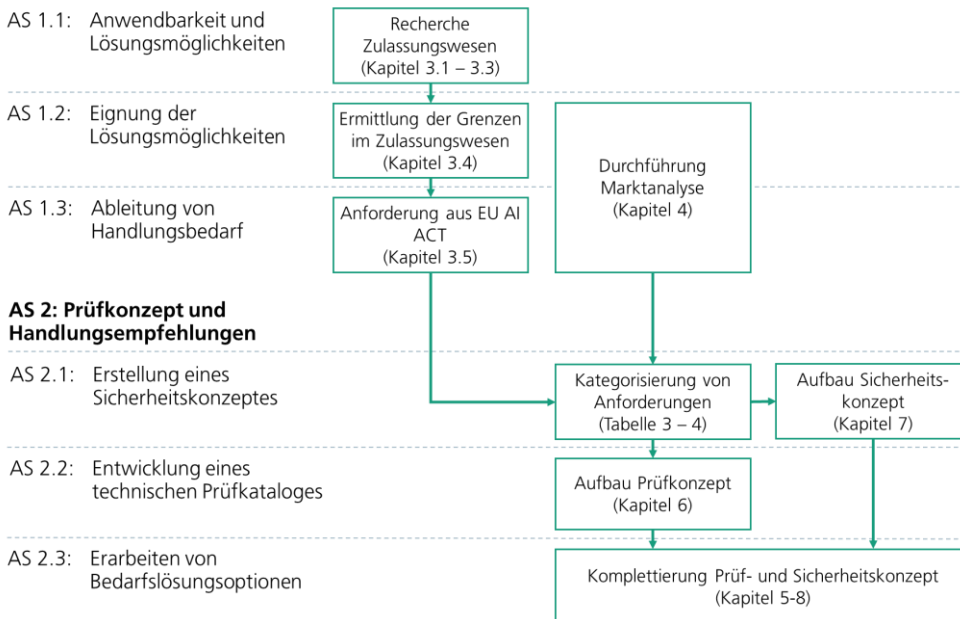 AS 1.1: Anwendbarkeit und
Lösungsmöglichkeiten
Recherche
Zulassungswesen
(Kapitel 3.1 – 3.3)
AS 1.2: Eignung der
Lösungsmöglichkeiten
Ermittlung der Grenzen
im Zulassungswesen
(Kapitel 3.4)
Durchführung
Marktanalyse
(Kapitel 4)
AS 1.3: Ableitung von
Handlungsbedarf
Anforderung aus EU AI
ACT
(Kapitel 3.5)
AS 2: Prüfkonzept und
Handlungsempfehlungen
AS 2.1: Erstellung eines
Sicherheitskonzeptes
Kategorisierung von
Anforderungen
(Tabelle 3 – 4)
Aufbau Sicherheits-
konzept
(Kapitel 7)
AS 2.2: Entwicklung eines
technischen Prüfkataloges
Aufbau Prüfkonzept
(Kapitel 6)
AS 2.3: Erarbeiten von
Bedarfslösungsoptionen
Komplettierung Prüf- und Sicherheitskonzept
(Kapitel 5-8)